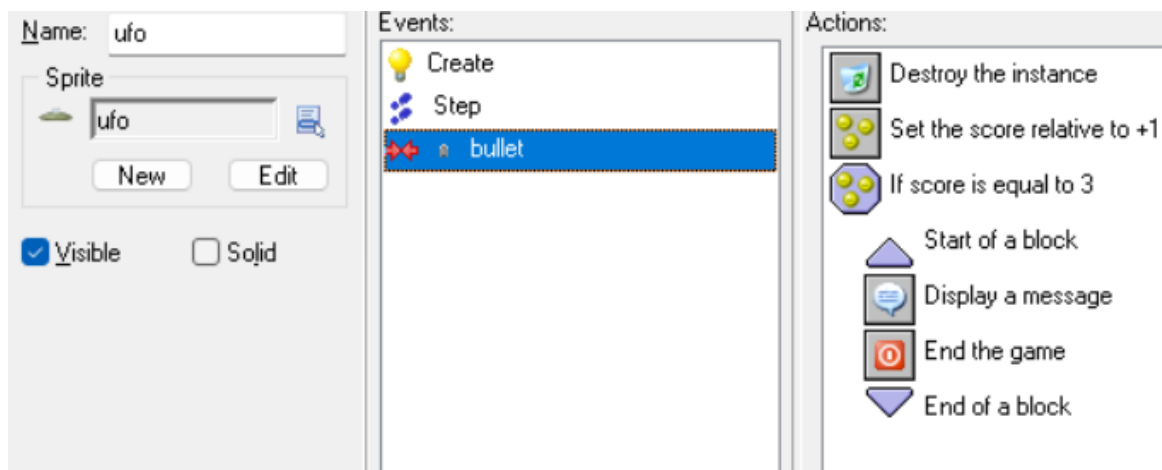 Name: ufo
Sprite
ufo
New Edit
Visible Solid
Events:
Create
Step
bullet
Actions:
Destroy the instance
Set the score relative to +1
If score is equal to 3
Start of a block
Display a message
End the game
End of a block